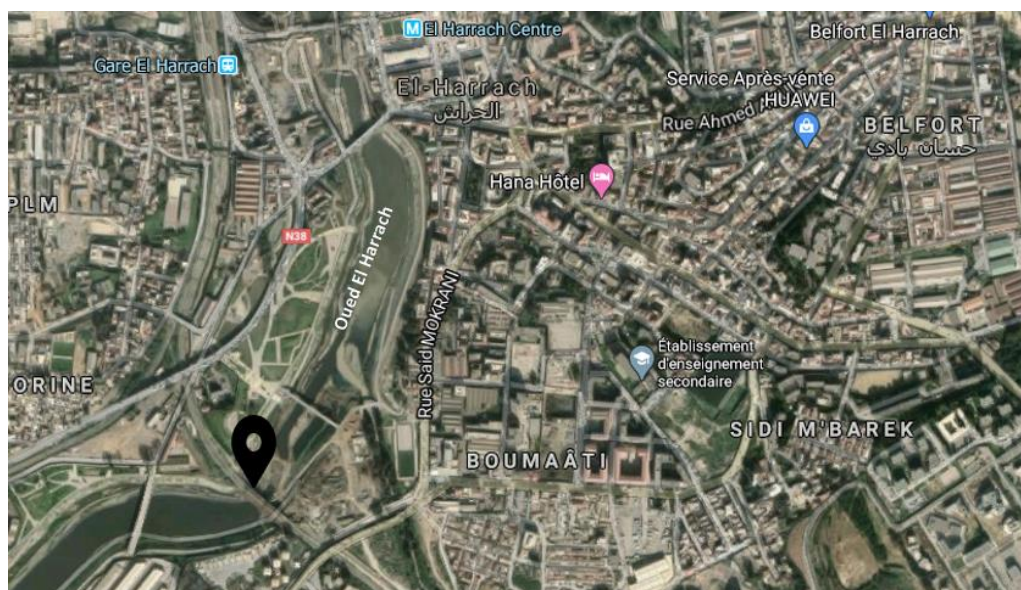 Belfort El Harrach
M El Harrach Centre
Gare El Harrach
Service Après-vente
HUAWEI
El-Harrach
الحراش
Rue Ahmed
BELFORT
حسان بادي
Hana Hôtel
PLM
N38
Oued El Harrach
Rue Said MOKRANI
Établissement
d'enseignement
secondaire
ORINE
SIDI M'BAREK
BOUMAÂTI